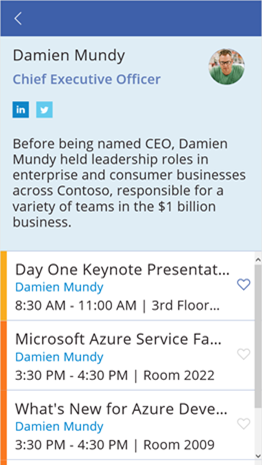 Damien Mundy
Chief Executive Officer
in
Before being named CEO, Damien
Mundy held leadership roles in
enterprise and consumer businesses
across Contoso, responsible for a
variety of teams in the $1 billion
business.
Day One Keynote Presentat...
Damien Mundy
8:30 AM - 11:00 AM | 3rd Floor...
Microsoft Azure Service Fa...
Damien Mundy
3:30 PM - 4:30 PM | Room 2022
What's New for Azure Deve...
Damien Mundy
3:30 PM - 4:30 PM | Room 2009